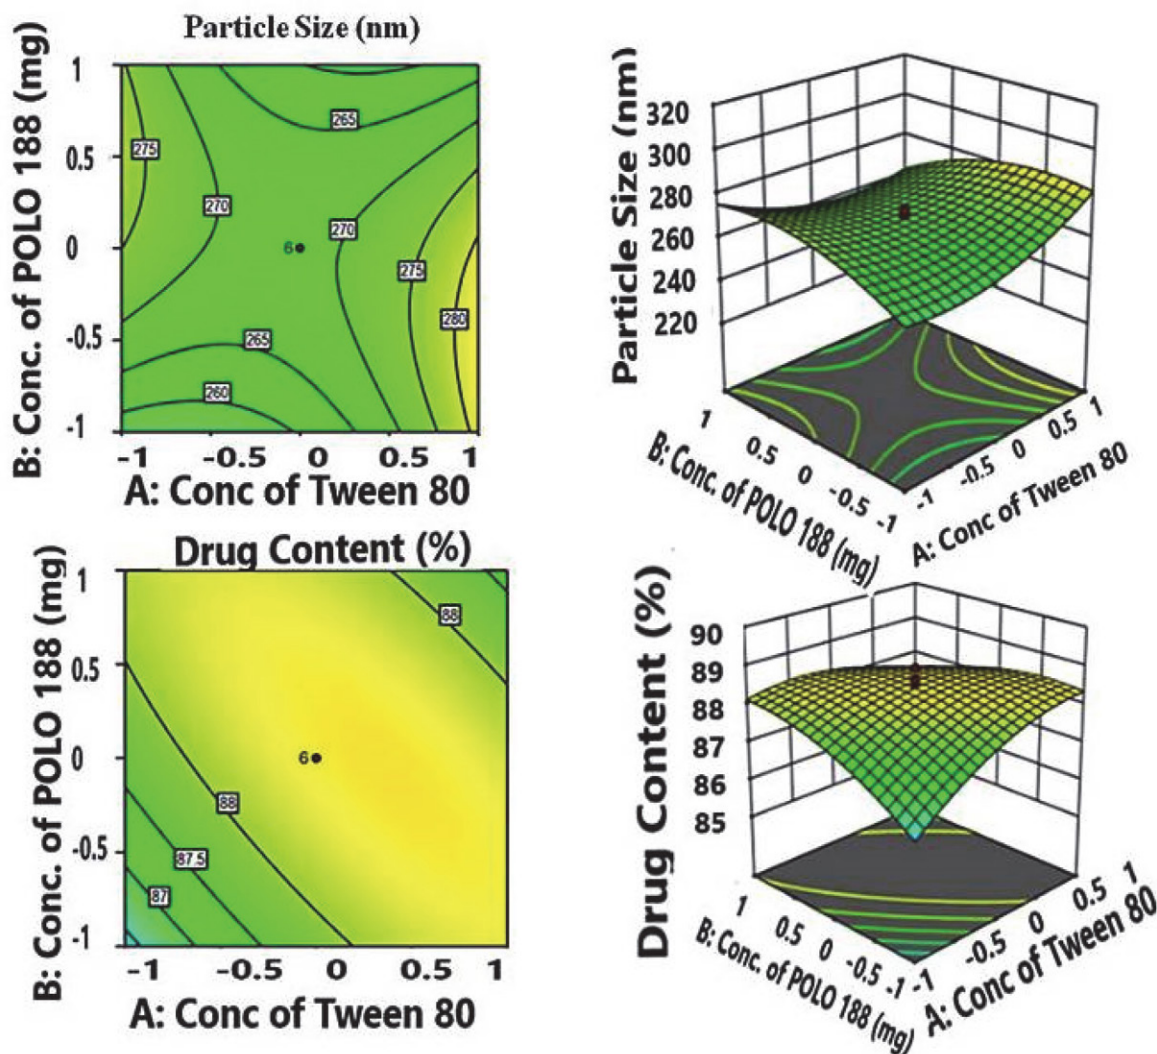 Particle Size (nm)
B: Conc. of POLO 188 (mg)
1
0.5
0
-0.5
-1
275
270
265
270
275
280
265
260
6
-1 -0.5 0 0.5 1
A: Conc of Tween 80
Particle Size (nm)
320
300
280
260
240
220
1 0.5 0 -0.5 -1
B: Conc. of POLO 188 (mg)
-1 -0.5 0 0.5 1
A: Conc of Tween 80
Drug Content (%)
B: Conc. of POLO 188 (mg)
1
0.5
0
-0.5
-1
88
88
87.5
87
6
-1 -0.5 0 0.5 1
A: Conc of Tween 80
Drug Content (%)
90
89
88
87
86
85
1 0.5 0 -0.5 -1
B: Conc. of POLO 188 (mg)
-1 -0.5 0 0.5 1
A: Conc of Tween 80